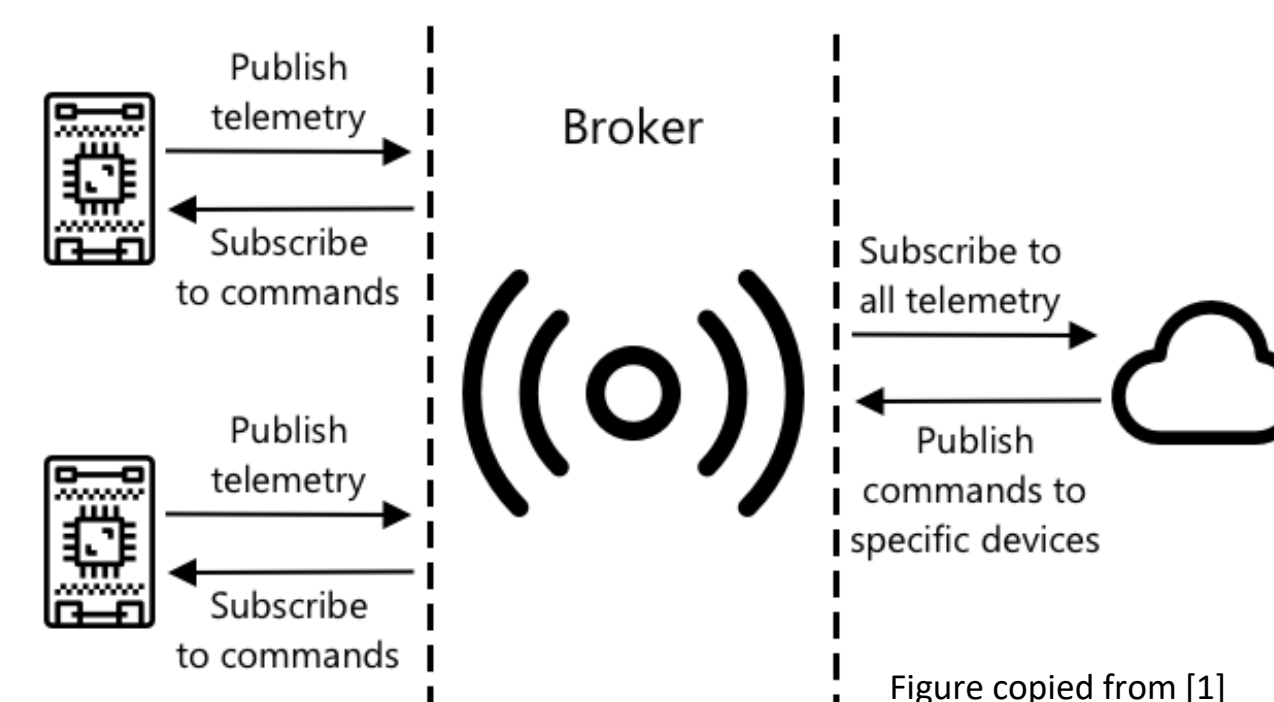 Publish
telemetry
Subscribe
to commands
Publish
telemetry
Subscribe
to commands
Broker
Subscribe to
all telemetry
Publish
commands to
specific devices
Figure copied from [1]